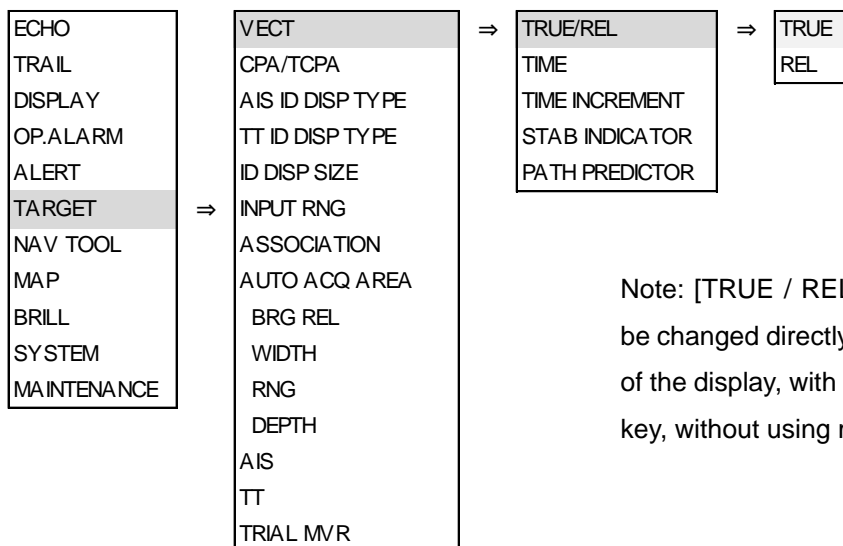 ECHO
TRAIL
DISPLAY
OP.ALARM
ALERT
TARGET ⇒
NAV TOOL
MAP
BRILL
SYSTEM
MAINTENANCE
VECT ⇒
CPA/TCPA
AIS ID DISP TYPE
TT ID DISP TYPE
ID DISP SIZE
INPUT RNG
ASSOCIATION
AUTO ACQ AREA
BRG REL
WIDTH
RNG
DEPTH
AIS
TT
TRIAL MVR
TRUE/REL ⇒
TIME
TIME INCREMENT
STAB INDICATOR
PATH PREDICTOR
TRUE
REL
Note: [TRUE / REL
be changed directly
of the display, with
key, without using